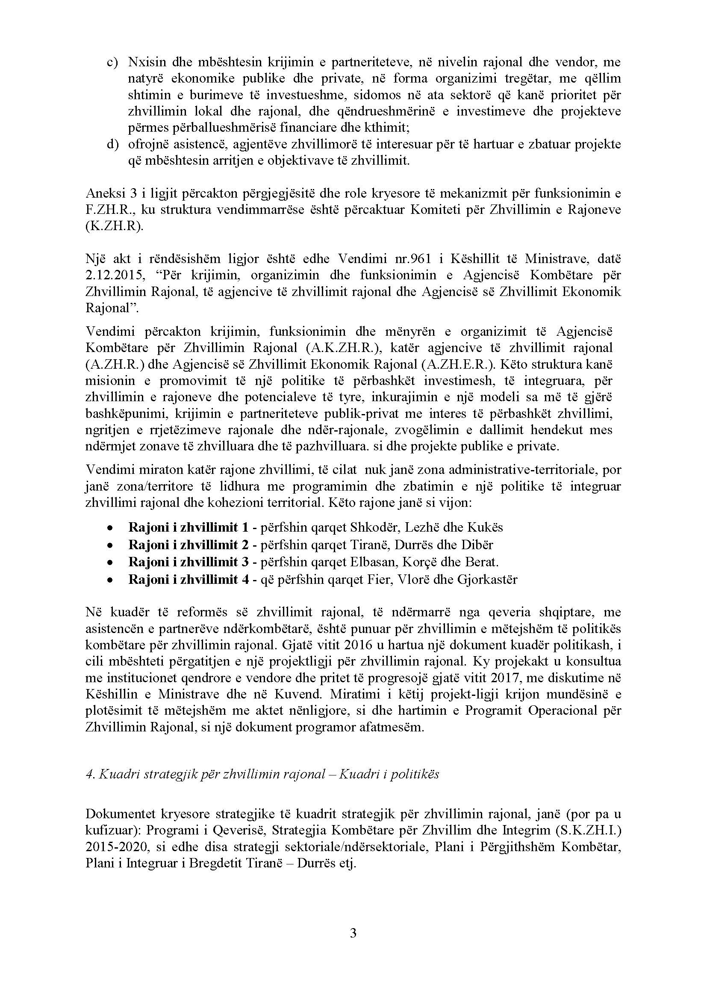 c) Nxisin dhe mbështesin krijimin e partneriteteve, në nivelin rajonal dhe vendor, me
natyrë ekonomike publike dhe private, në forma organizimi tregëtar, me qëllim
shtimin e burimeve të investueshme, sidomos në ata sektorë që kanë prioritet për
zhvillimin lokal dhe rajonal, dhe qëndrueshmërinë e investimeve dhe projekteve
përmes përballueshmërisë financiare dhe kthimit;
d) ofrojnë asistencë, agjentëve zhvillimorë të interesuar për të hartuar e zbatuar projekte
që mbështesin arritjen e objektivave të zhvillimit.
Aneksi 3 i ligjit përcakton përgjegjësitë dhe role kryesore të mekanizmit për funksionimin e
F.ZH.R., ku struktura vendimmarrëse është përcaktuar Komiteti për Zhvillimin e Rajoneve
(K.ZH.R).
Një akt i rëndësishëm ligjor është edhe Vendimi nr.961 i Këshillit të Ministrave, datë
2.12.2015, “Për krijimin, organizimin dhe funksionimin e Agjencisë Kombëtare për
Zhvillimin Rajonal, të agjencive të zhvillimit rajonal dhe Agjencisë së Zhvillimit Ekonomik
Rajonal”.
Vendimi përcakton krijimin, funksionimin dhe mënyrën e organizimit të Agjencisë
Kombëtare për Zhvillimin Rajonal (A.K.ZH.R.), katër agjencive të zhvillimit rajonal
(A.ZH.R.) dhe Agjencisë së Zhvillimit Ekonomik Rajonal (A.ZH.E.R.). Këto struktura kanë
misionin e promovimit të një politike të përbashkët investimesh, të integruara, për
zhvillimin e rajoneve dhe potencialeve të tyre, inkurajimin e një modeli sa më të gjërë
bashkëpunimi, krijimin e partneriteteve publik-privat me interes të përbashkët zhvillimi,
ngritjen e rrjetëzimeve rajonale dhe ndër-rajonale, zvogëlimin e dallimit hendekut mes
ndërmjet zonave të zhvilluara dhe të pazhvilluara. si dhe projekte publike e private.
Vendimi miraton katër rajone zhvillimi, të cilat nuk janë zona administrative-territoriale, por
janë zona/territore të lidhura me programimin dhe zbatimin e një politike të integruar
zhvillimi rajonal dhe kohezioni territorial. Këto rajone janë si vijon:
• Rajoni i zhvillimit 1 - përfshin qarqet Shkodër, Lezhë dhe Kukës
• Rajoni i zhvillimit 2 - përfshin qarqet Tiranë, Durrës dhe Dibër
• Rajoni i zhvillimit 3 - përfshin qarqet Elbasan, Korçë dhe Berat.
• Rajoni i zhvillimit 4 - që përfshin qarqet Fier, Vlorë dhe Gjorkastër
Në kuadër të reformës së zhvillimit rajonal, të ndërmarrë nga qeveria shqiptare, me
asistencën e partnerëve ndërkombëtarë, është punuar për zhvillimin e mëtejshëm të politikës
kombëtare për zhvillimin rajonal. Gjatë vitit 2016 u hartua një dokument kuadër politikash, i
cili mbështeti përgatitjen e një projektligji për zhvillimin rajonal. Ky projekakt u konsultua
me institucionet qendrore e vendore dhe pritet të progresojë gjatë vitit 2017, me diskutime në
Këshillin e Ministrave dhe në Kuvend. Miratimi i këtij projekt-ligji krijon mundësinë e
plotësimit të mëtejshëm me aktet nënligjore, si dhe hartimin e Programit Operacional për
Zhvillimin Rajonal, si një dokument programor afatmesëm.
4. Kuadri strategjik për zhvillimin rajonal – Kuadri i politikës
Dokumentet kryesore strategjike të kuadrit strategjik për zhvillimin rajonal, janë (por pa u
kufizuar): Programi i Qeverisë, Strategjia Kombëtare për Zhvillim dhe Integrim (S.K.ZH.I.)
2015-2020, si edhe disa strategji sektoriale/ndërsektoriale, Plani i Përgjithshëm Kombëtar,
Plani i Integruar i Bregdetit Tiranë – Durrës etj.
3